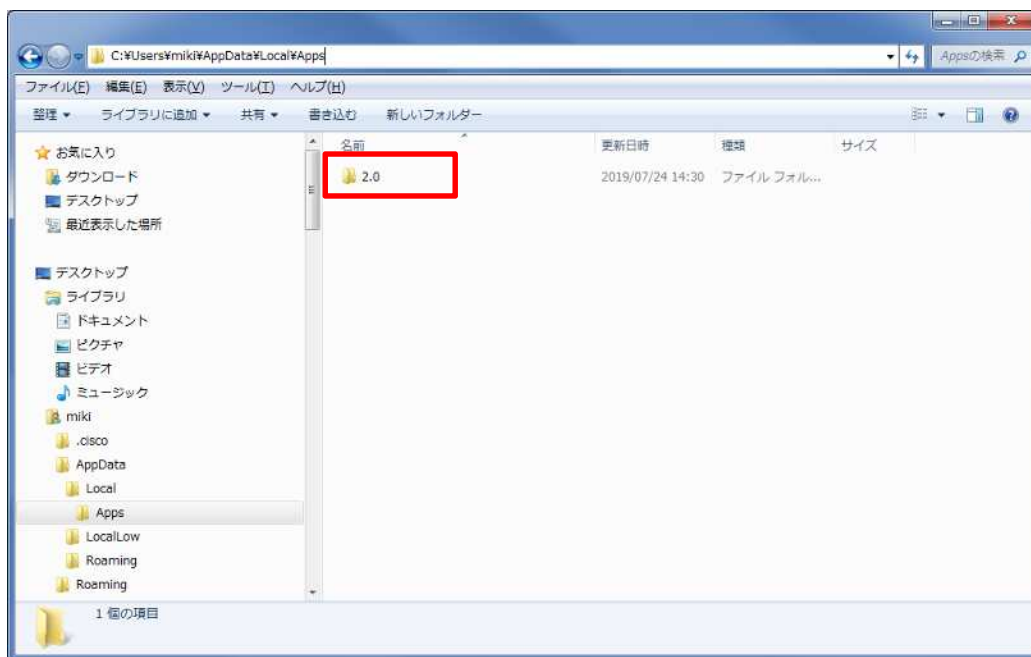 C:¥Users¥miki¥AppData¥Local¥Apps
Appsの検索
ファイル(F) 編集(E) 表示(V) ツール(T) ヘルプ(H)
整理 ライブラリに追加 共有 書き込む 新しいフォルダー
名前 更新日時 種類 サイズ
2.0 2019/07/24 14:30 ファイル フォル...
お気に入り
ダウンロード
デスクトップ
最近表示した場所
デスクトップ
ライブラリ
ドキュメント
ピクチャ
ビデオ
ミュージック
miki
.cisco
AppData
Local
Apps
LocalLow
Roaming
Roaming
1 個の項目